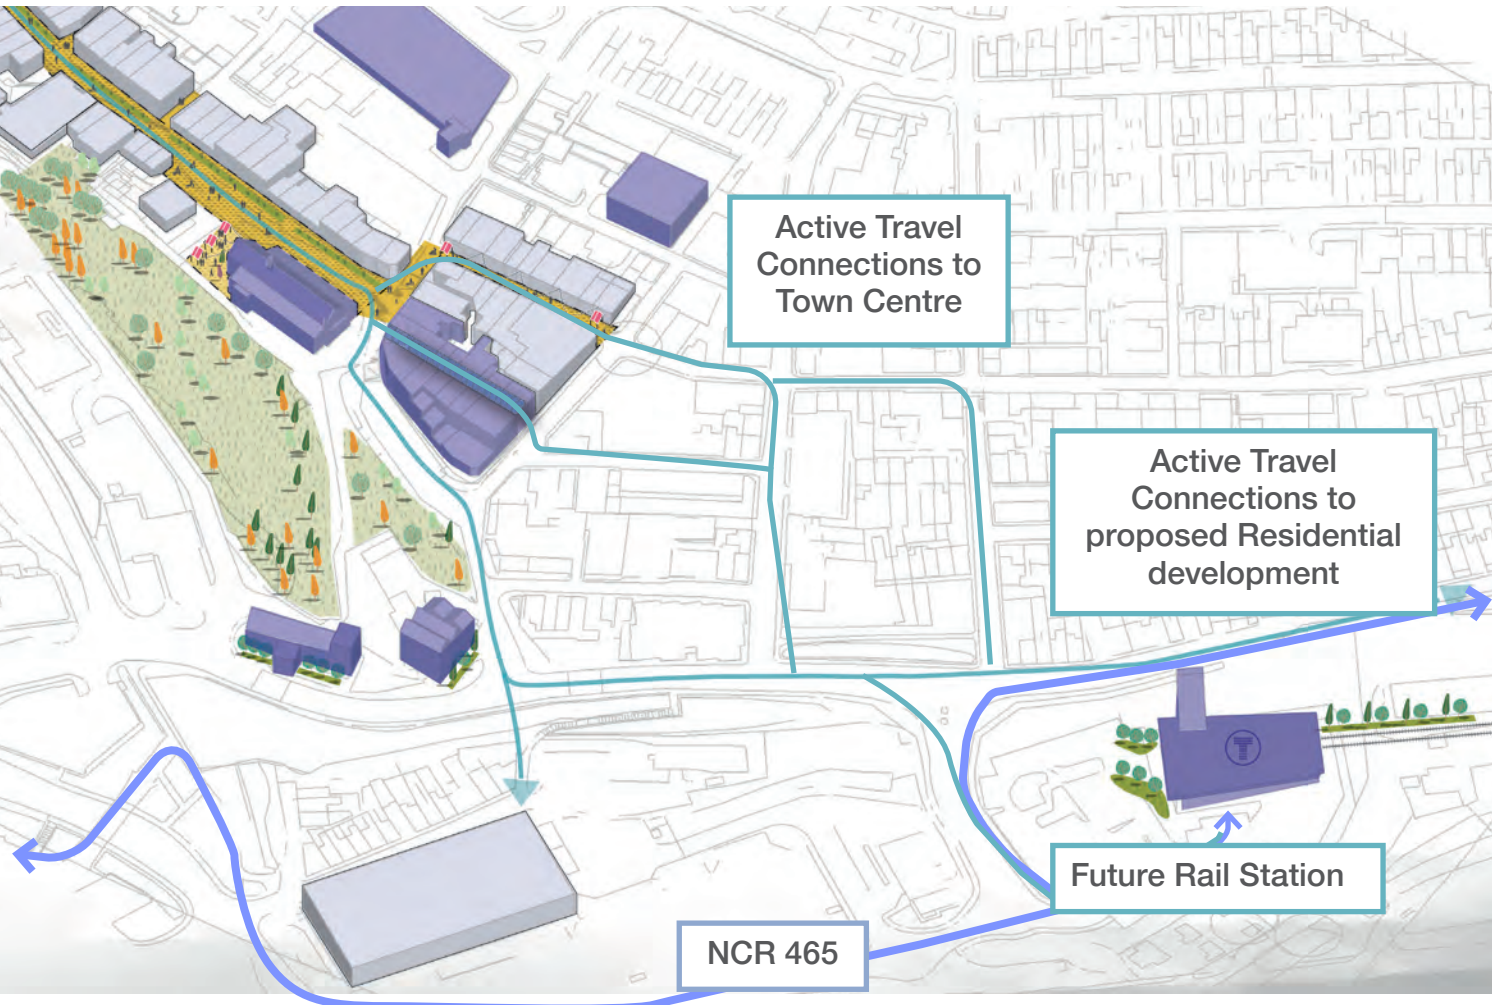 Active Travel
Connections to
Town Centre
Active Travel
Connections to
proposed Residential
development
T
Future Rail Station
NCR 465